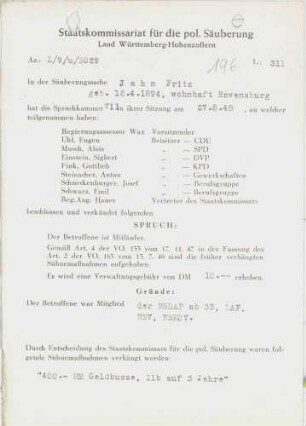 Staatskommissariat für die pol. Säuberung
Land Württemberg-Hohenzollern
Az.: 196 L. 311
In der Säuberungssache Jahn Fritz
geb. 16.4.1894, wohnhaft Ravensburg
hat die Spruchkammer VII in ihrer Sitzung am 27.8.48, an welcher
teilgenommen haben:
Regierungsassessor Wax Vorsitzender
Uhl, Eugen Beisitzer — CDU
Musch, Alois „ — SPD
Einstein, Sigbert „ — DVP
Fink, Gottlieb „ — KPD
Steinacher, Anton „ — Gewerkschaften
Schneckenburger, Josef „ — Berufsgruppe
Schwarz, Emil „ — Berufsgruppe
Reg.Ang. Hauer Vertreter des Staatskommissars
beschlossen und verkündet folgenden
SPRUCH:
Der Betroffene ist Mitläufer.
Gemäß Art. 4 der VO. 133 vom 17. 11. 47 in der Fassung des
Art. 2 der VO. 165 vom 13. 7. 48 sind die früher verhängten
Sühnemaßnahmen aufgehoben.
Es wird eine Verwaltungsgebühr von DM 10.-- erhoben.
Gründe:
Der Betroffene war Mitglied der NSDAP ab 33, DAF,
NSV, NSKOV.
Durch Entscheidung des Staatskommissars für die pol. Säuberung waren fol-
gende Sühnemaßnahmen verhängt worden:
"400.-- RM Geldbusse, 11b auf 3 Jahre"